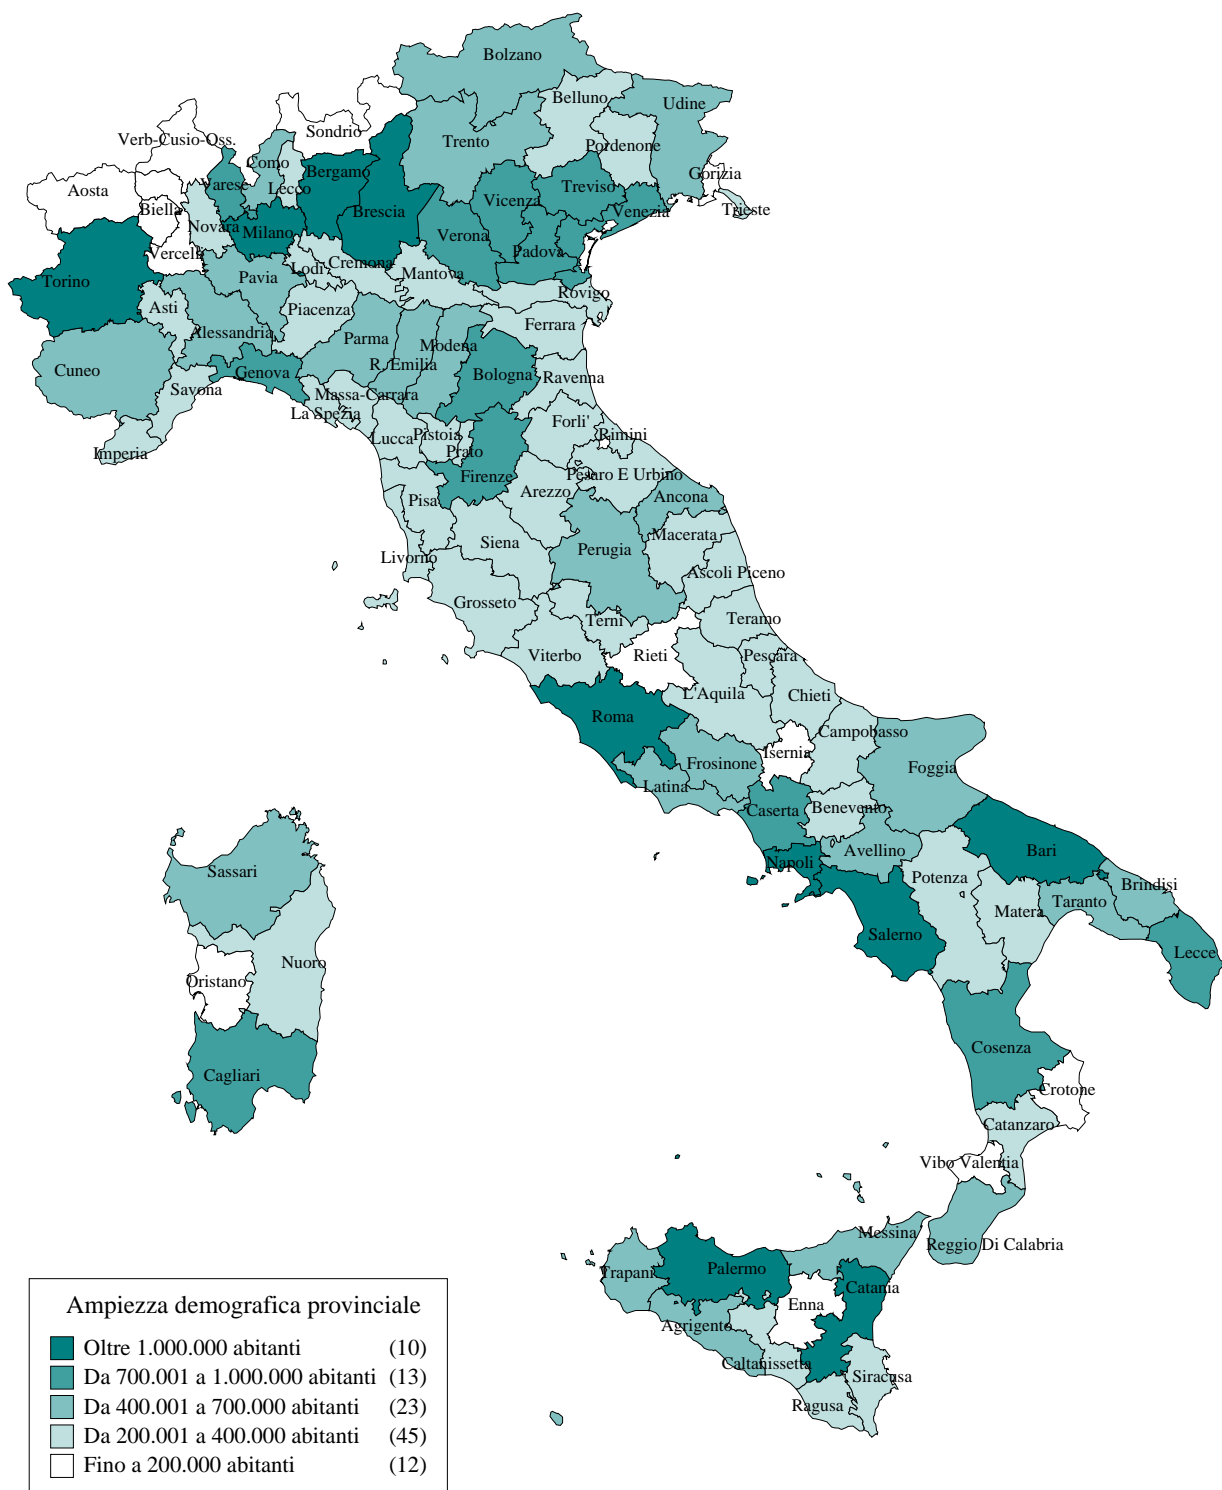 Bolzano
Belluno
Udine
Verb-Cusio-Oss.
Sondrio
Trento
Pordenone
Como
Bergamo
Gorizia
Aosta
Varese
Lecco
Treviso
Biella
Brescia
Vicenza
Venezia
Trieste
Novara
Milano
Verona
Padova
Vercelli
Lodi
Cremona
Mantova
Torino
Pavia
Rovigo
Asti
Piacenza
Ferrara
Alessandria
Parma
Modena
Cuneo
Genova
R. Emilia
Bologna
Ravenna
Savona
Massa-Carrara
La Spezia
Forli'
Imperia
Lucca
Pistoia
Rimini
Prato
Firenze
Pesaro E Urbino
Pisa
Arezzo
Ancona
Siena
Perugia
Macerata
Livorno
Ascoli Piceno
Grosseto
Terni
Teramo
Viterbo
Rieti
Pescara
L'Aquila
Chieti
Roma
Campobasso
Isernia
Frosinone
Foggia
Latina
Caserta
Benevento
Napoli
Avellino
Bari
Sassari
Potenza
Brindisi
Matera
Taranto
Salerno
Lecce
Nuoro
Oristano
Cosenza
Cagliari
Crotone
Catanzaro
Vibo Valentia
Messina
Reggio Di Calabria
Trapani
Palermo
Catania
Enna
Agrigento
Caltanissetta
Siracusa
Ragusa
Ampiezza demografica provinciale
Oltre 1.000.000 abitanti (10)
Da 700.001 a 1.000.000 abitanti (13)
Da 400.001 a 700.000 abitanti (23)
Da 200.001 a 400.000 abitanti (45)
Fino a 200.000 abitanti (12)